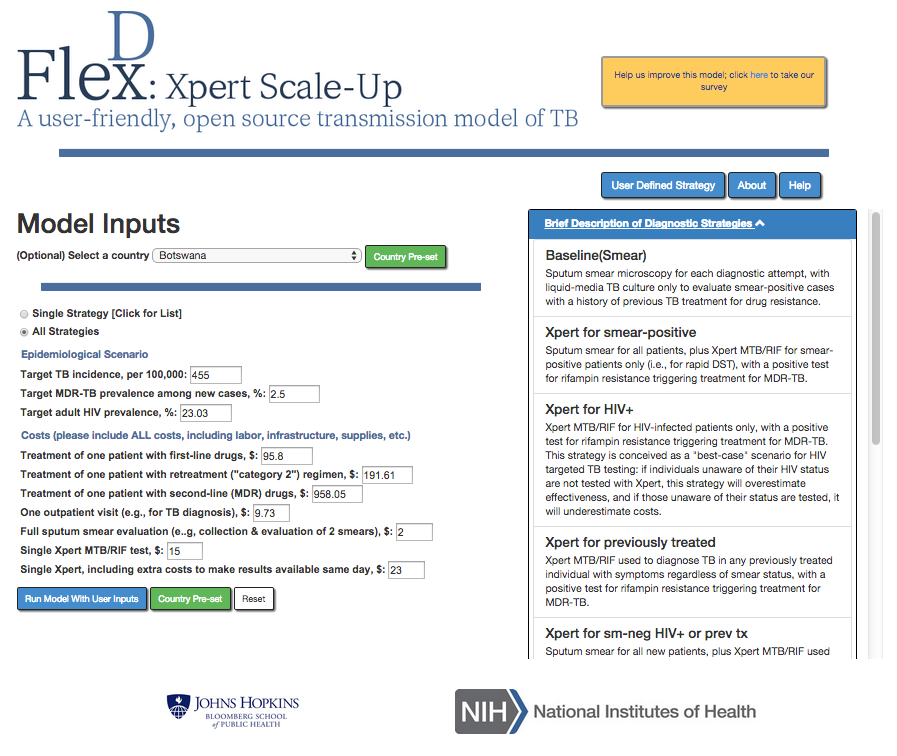 FlexD: Xpert Scale-Up
A user-friendly, open source transmission model of TB
Help us improve this model; click here to take our
survey
User Defined Strategy
About
Help
Model Inputs
(Optional) Select a country
Botswana
Country Pre-set
Single Strategy [Click for List]
All Strategies
Epidemiological Scenario
Target TB incidence, per 100,000: 455
Target MDR-TB prevalence among new cases, %: 2.5
Target adult HIV prevalence, %: 23.03
Costs (please include ALL costs, including labor, infrastructure, supplies, etc.)
Treatment of one patient with first-line drugs, $: 95.8
Treatment of one patient with retreatment ("category 2") regimen, $: 191.61
Treatment of one patient with second-line (MDR) drugs, $: 958.05
One outpatient visit (e.g., for TB diagnosis), $: 9.73
Full sputum smear evaluation (e..g, collection & evaluation of 2 smears), $: 2
Single Xpert MTB/RIF test, $: 15
Single Xpert, including extra costs to make results available same day, $: 23
Run Model With User Inputs
Country Pre-set
Reset
Brief Description of Diagnostic Strategies
Baseline(Smear)
Sputum smear microscopy for each diagnostic attempt, with
liquid-media TB culture only to evaluate smear-positive cases
with a history of previous TB treatment for drug resistance.
Xpert for smear-positive
Sputum smear for all patients, plus Xpert MTB/RIF for smear-
positive patients only (i.e., for rapid DST), with a positive test
for rifampin resistance triggering treatment for MDR-TB.
Xpert for HIV+
Xpert MTB/RIF for HIV-infected patients only, with a positive
test for rifampin resistance triggering treatment for MDR-TB.
This strategy is conceived as a "best-case" scenario for HIV
targeted TB testing: if individuals unaware of their HIV status
are not tested with Xpert, this strategy will overestimate
effectiveness, and if those unaware of their status are tested, it
will underestimate costs.
Xpert for previously treated
Xpert MTB/RIF used to diagnose TB in any previously treated
individual with symptoms regardless of smear status, with a
positive test for rifampin resistance triggering treatment for
MDR-TB.
Xpert for sm-neg HIV+ or prev tx
Sputum smear for all new patients, plus Xpert MTB/RIF used
JOHNS HOPKINS
BLOOMBERG SCHOOL
of PUBLIC HEALTH
NIH
National Institutes of Health